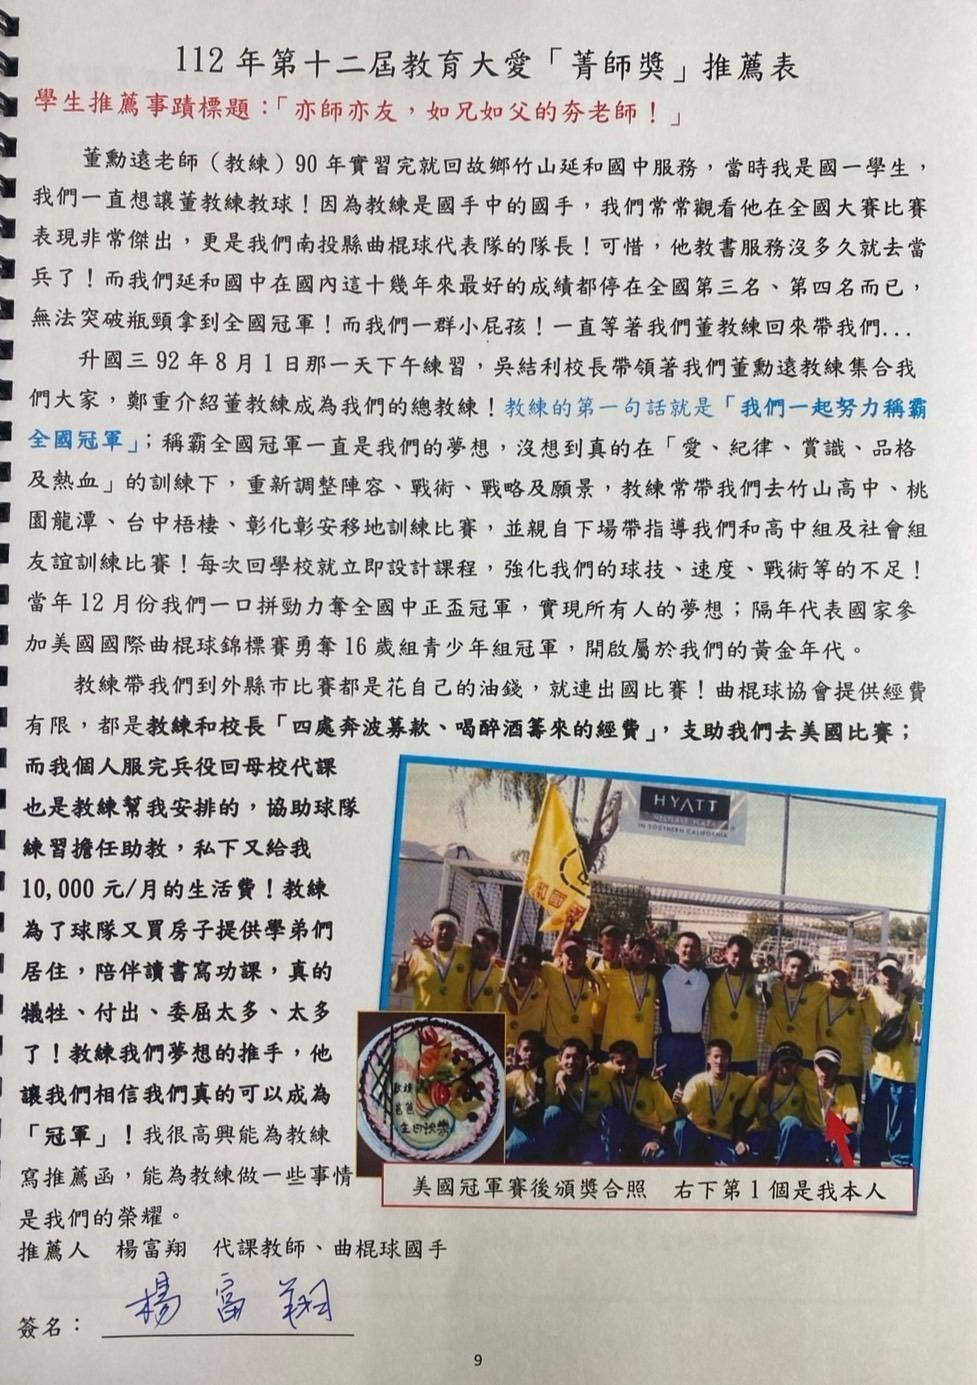 112 年第十二屆教育大愛「菁師獎」推薦表
學生推薦事蹟標題：「亦師亦友，如兄如父的夯老師！」
董勳遠老師（教練）90 年實習完就回故鄉竹山延和國中服務，當時我是國一學生，
我們一直想讓董教練教球！因為教練是國手中的國手，我們常常觀看他在全國大賽比賽
表現非常傑出，更是我們南投縣曲棍球代表隊的隊長！可惜，他教書服務沒多久就去當
兵了！而我們延和國中在國內這十幾年來最好的成績都停在全國第三名、第四名而已，
無法突破瓶頸拿到全國冠軍！而我們一群小屁孩！一直等著我們董教練回來帶我們...
升國三 92 年 8 月 1 日那一天下午練習，吳結利校長帶領著我們董勳遠教練集合我
們大家，鄭重介紹董教練成為我們的總教練！教練的第一句話就是「我們一起努力稱霸
全國冠軍」；稱霸全國冠軍一直是我們的夢想，沒想到真的在「愛、紀律、賞識、品格
及熱血」的訓練下，重新調整陣容、戰術、戰略及願景，教練常帶我們去竹山高中、桃
園龍潭、台中梧棲、彰化彰安移地訓練比賽，並親自下場帶指導我們和高中組及社會組
友誼訓練比賽！每次回學校就立即設計課程，強化我們的球技、速度、戰術等的不足！
當年 12 月份我們一口拼勁力奪全國中正盃冠軍，實現所有人的夢想；隔年代表國家參
加美國國際曲棍球錦標賽勇奪 16 歲組青少年組冠軍，開啟屬於我們的黃金年代。
教練帶我們到外縣市比賽都是花自己的油錢，就連出國比賽！曲棍球協會提供經費
有限，都是教練和校長「四處奔波募款、喝醉酒籌來的經費」，支助我們去美國比賽；
而我個人服完兵役回母校代課
也是教練幫我安排的，協助球隊
練習擔任助教，私下又給我
10,000 元/月的生活費！教練
為了球隊又買房子提供學弟們
居住，陪伴讀書寫功課，真的
犧牲、付出、委屈太多、太多
了！教練我們夢想的推手，他
讓我們相信我們真的可以成為
「冠軍」！我很高興能為教練
寫推薦函，能為教練做一些事情
是我們的榮耀。
HYATT
WESTLAKE PLAZA
IN SOUTHERN CALIFORNIA
教練
爸爸
生日快樂
美國冠軍賽後頒獎合照　右下第 1 個是我本人
推薦人　楊富翔　代課教師、曲棍球國手
簽名：楊富翔
9